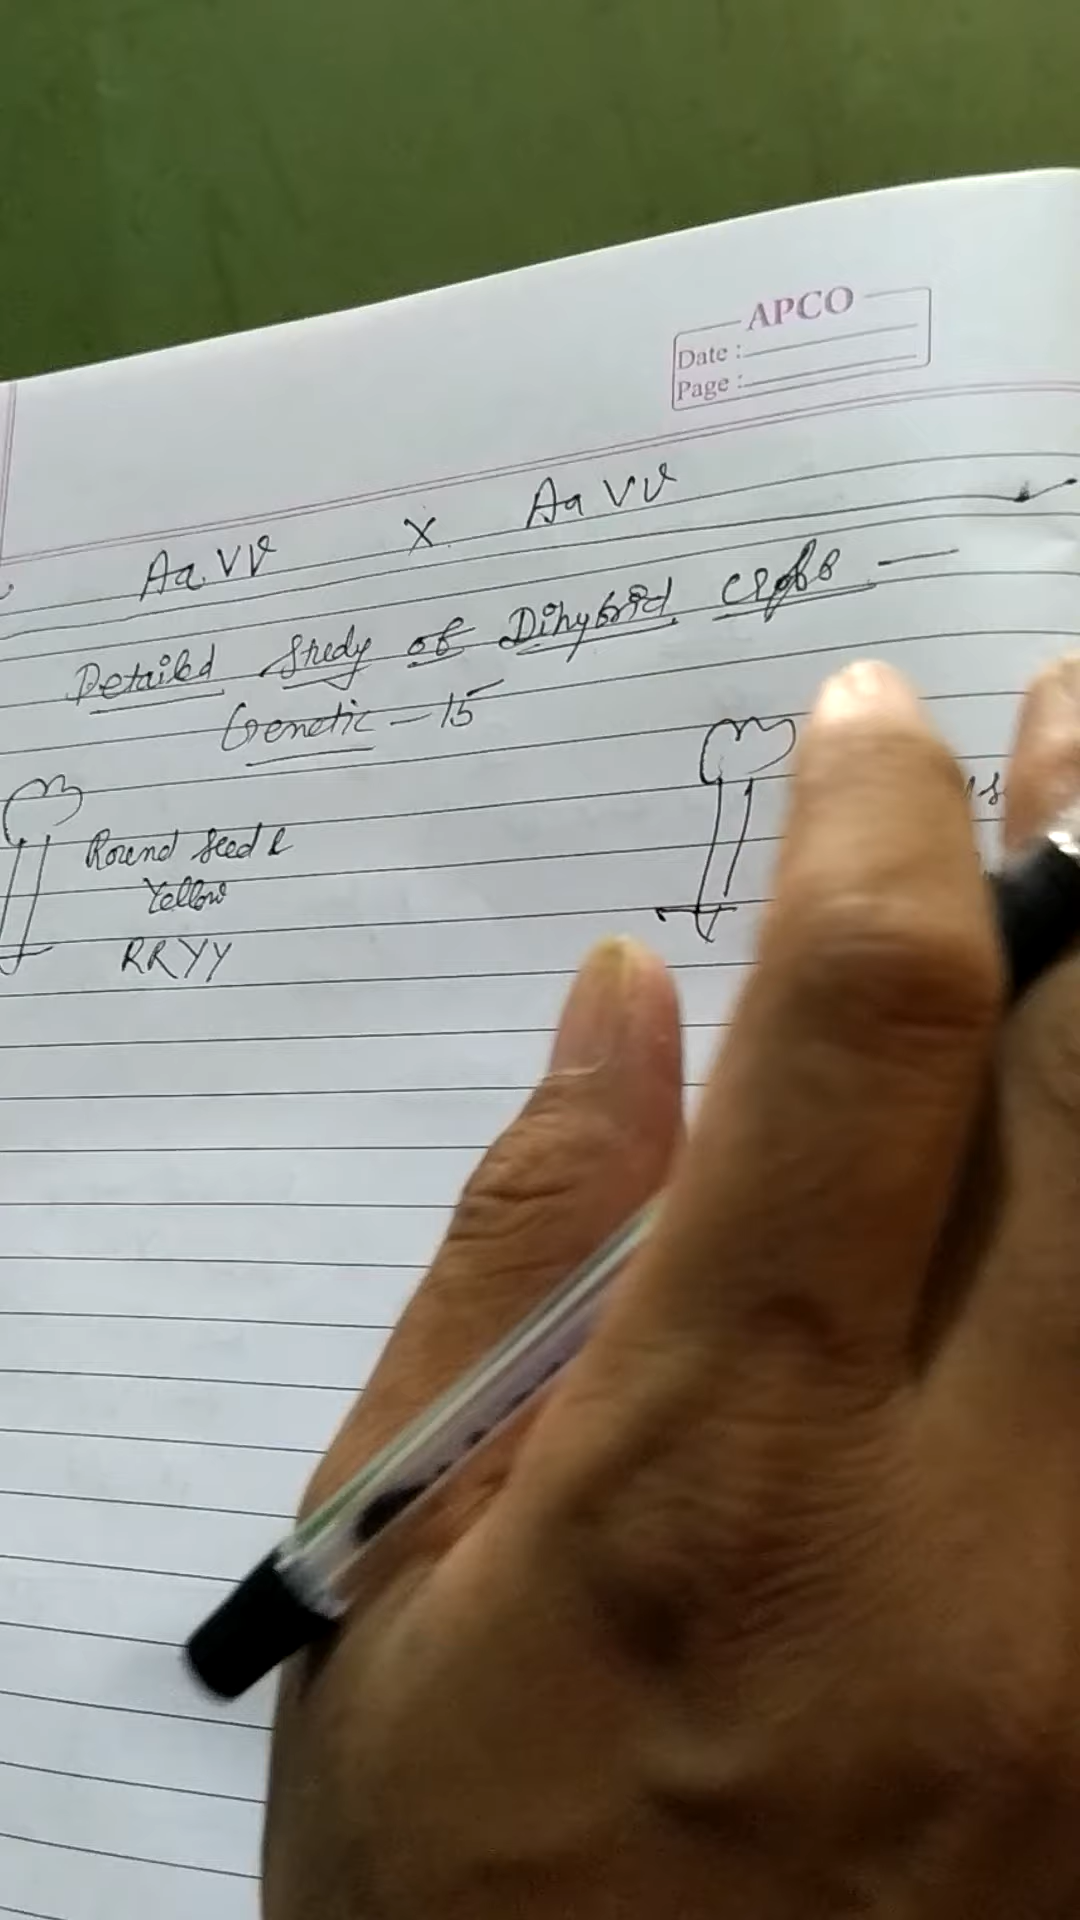 APCO
Date :
Page :
Aa Vv X Aa Vv
Detailed Study of Dihybrid cross —
Genetic - 15
Round seed &
Yellow
RRYY